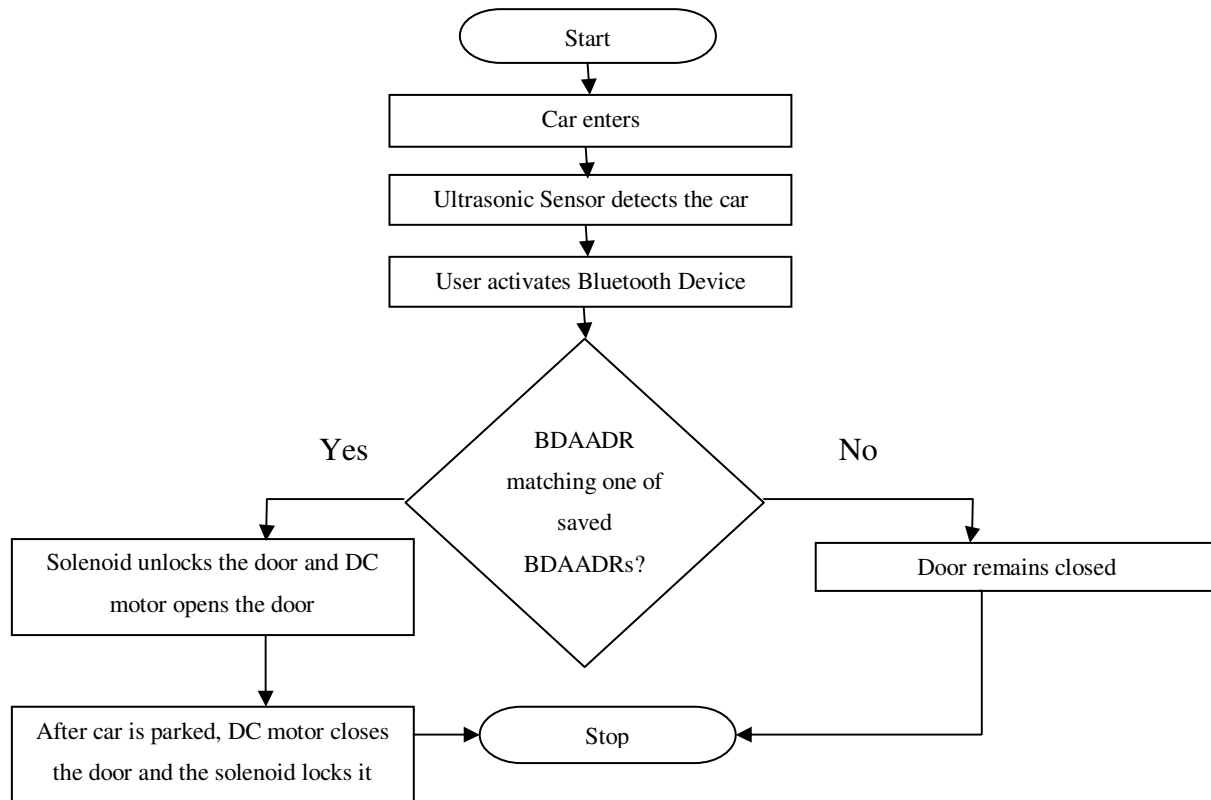 Start
Car enters
Ultrasonic Sensor detects the car
User activates Bluetooth Device
BDAADR
matching one of
saved
BDAADRs?
Yes
No
Solenoid unlocks the door and DC
motor opens the door
Door remains closed
After car is parked, DC motor closes
the door and the solenoid locks it
Stop